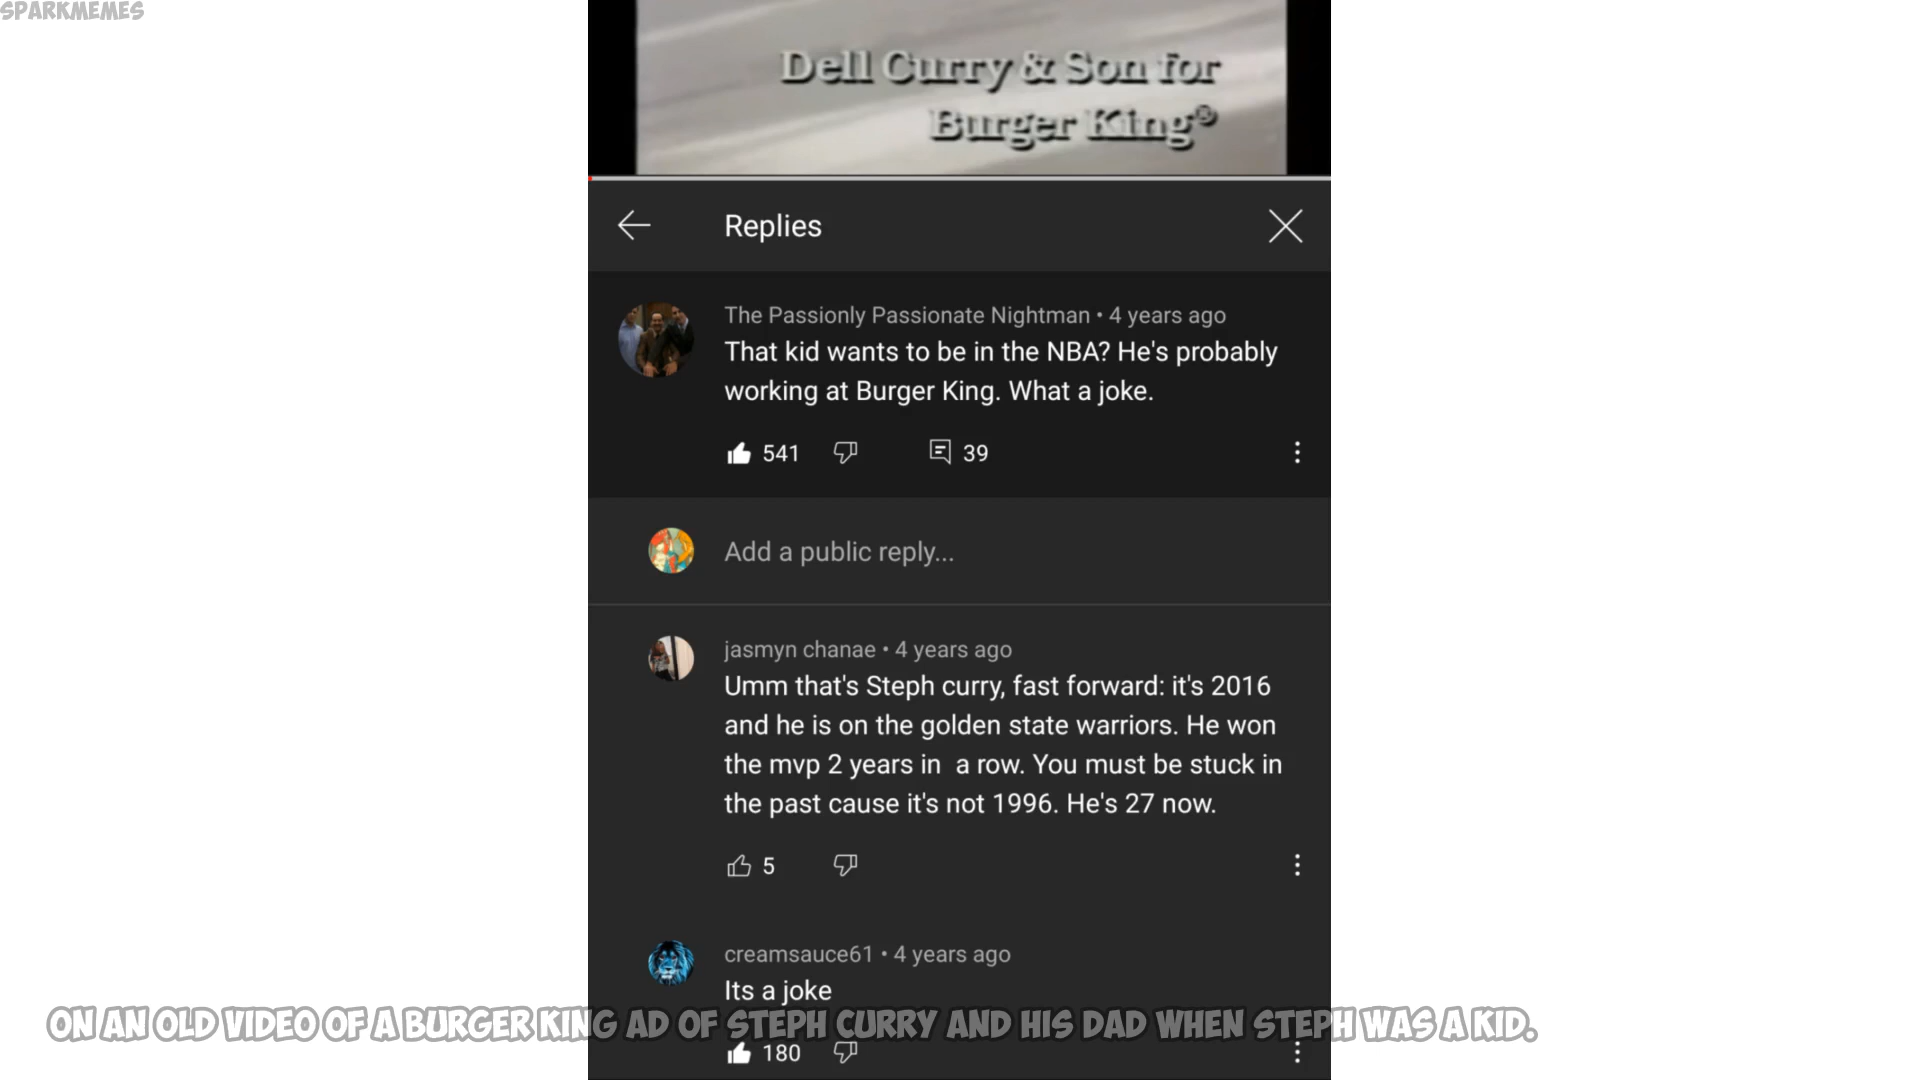 SPARKMEMES
Dell Curry & Son for
Burger King®
Replies
The Passionly Passionate Nightman • 4 years ago
That kid wants to be in the NBA? He's probably
working at Burger King. What a joke.
541 39
Add a public reply...
jasmyn chanae • 4 years ago
Umm that's Steph curry, fast forward: it's 2016
and he is on the golden state warriors. He won
the mvp 2 years in  a row. You must be stuck in
the past cause it's not 1996. He's 27 now.
5
creamsauce61 • 4 years ago
Its a joke
ON AN OLD VIDEO OF A BURGER KING AD OF STEPH CURRY AND HIS DAD WHEN STEPH WAS A KID.
180